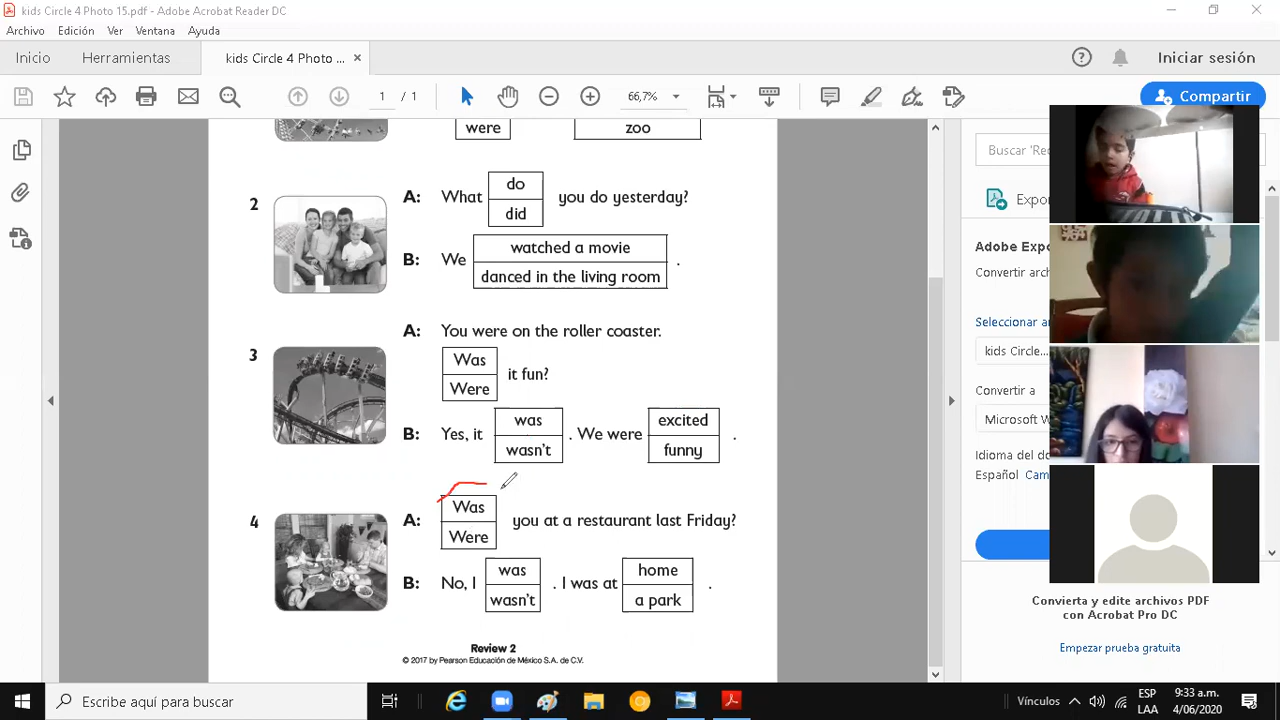 kids Circle 4 Photo 15.pdf - Adobe Acrobat Reader DC
Archivo Edición Ver Ventana Ayuda
Inicio Herramientas kids Circle 4 Photo ... × Iniciar sesión
1 / 1 66,7% Compartir
were zoo
2 A: What do did you do yesterday?
B: We watched a movie danced in the living room .
A: You were on the roller coaster.
3 Was Were it fun?
B: Yes, it was wasn't . We were excited funny .
4 A: Was Were you at a restaurant last Friday?
B: No, I was wasn't . I was at home a park .
Review 2
© 2017 by Pearson Educación de México S.A. de C.V.
Buscar 'Re
Expor
Adobe Expo
Convertir arch
Seleccionar ar
kids Circle...
Convertir a
Microsoft W
Idioma del do
Español Cam
Convierta y edite archivos PDF
con Acrobat Pro DC
Empezar prueba gratuita
Escribe aquí para buscar
Vínculos ESP 9:33 a.m.
LAA 4/06/2020